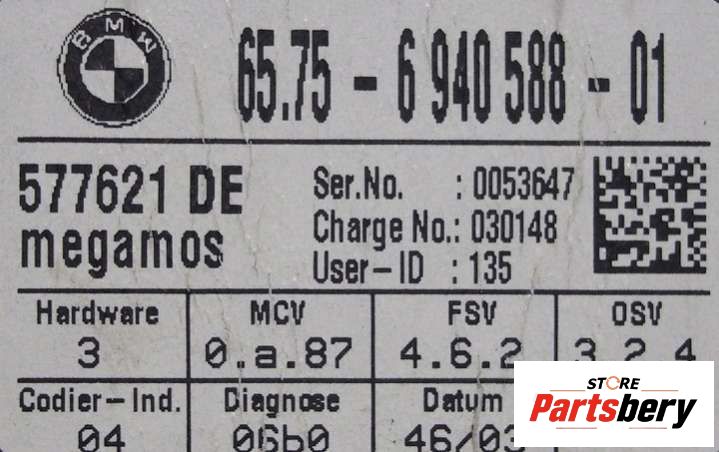 BMW
65.75 - 6 940 588 - 01
577621 DE
megamos
Ser.No. : 0053647
Charge No.: 030148
User-ID : 135
Hardware MCV FSV OSV
3 0.a.87 4.6.2 3.2.4
Codier-Ind. Diagnose Datum
04 06b0 46/03
STORE
Partsbery